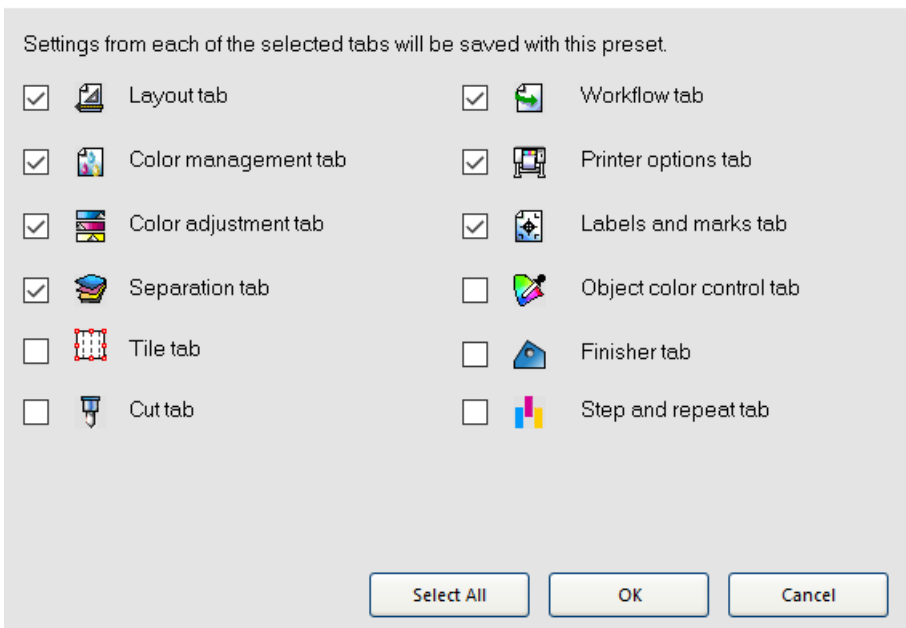 Settings from each of the selected tabs will be saved with this preset.
Layout tab
Workflow tab
Color management tab
Printer options tab
Color adjustment tab
Labels and marks tab
Separation tab
Object color control tab
Tile tab
Finisher tab
Cut tab
Step and repeat tab
Select All
OK
Cancel